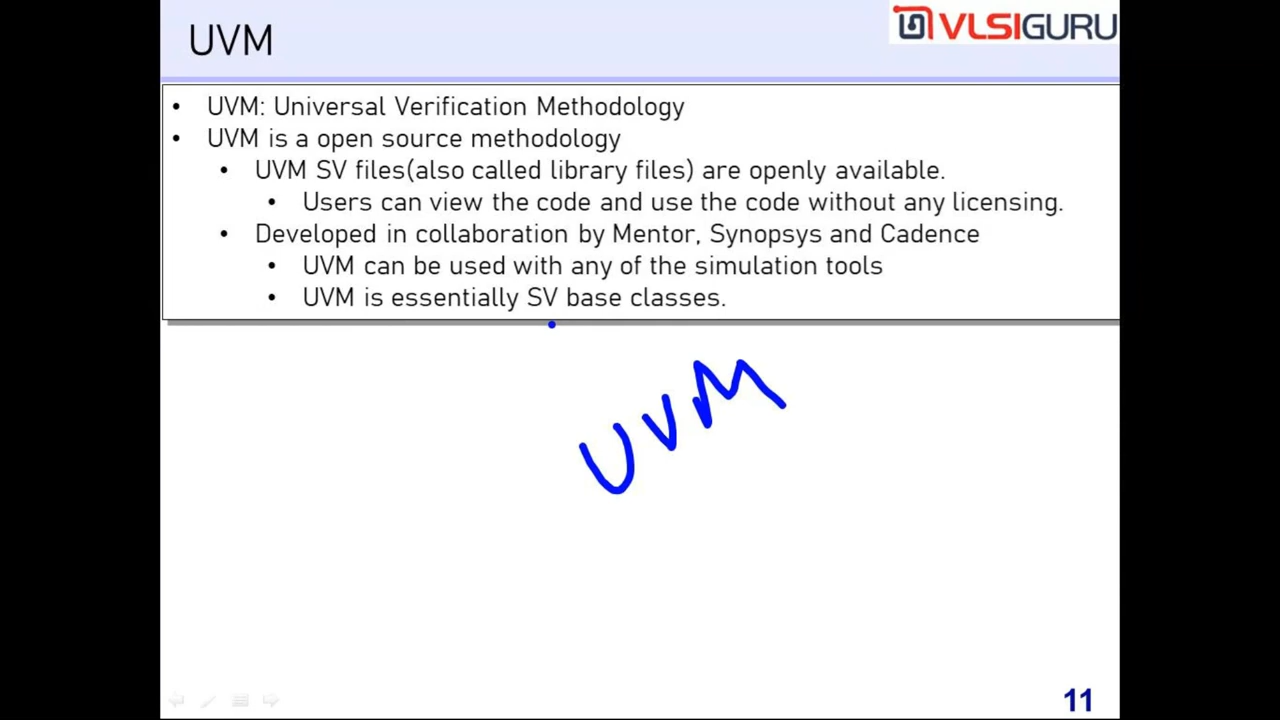 UVM
VLSIGURU
• UVM: Universal Verification Methodology
• UVM is a open source methodology
• UVM SV files(also called library files) are openly available.
• Users can view the code and use the code without any licensing.
• Developed in collaboration by Mentor, Synopsys and Cadence
• UVM can be used with any of the simulation tools
• UVM is essentially SV base classes.
UVM
11